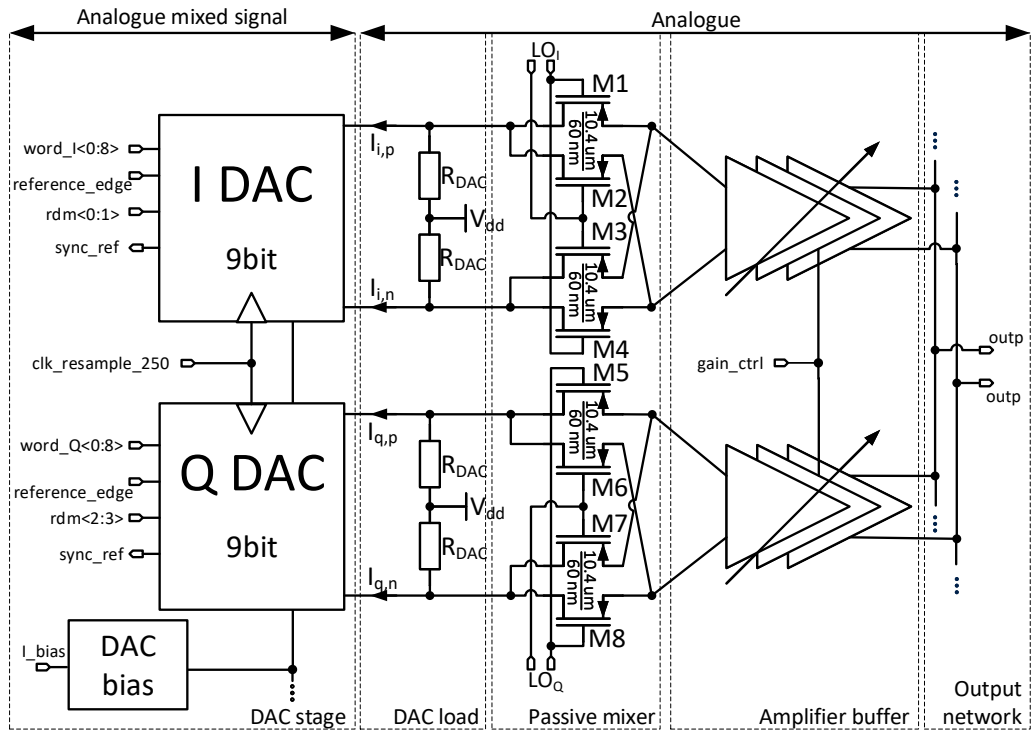 Analogue mixed signal
Analogue
LO_I
M1
10.4 um
60 nm
M2
M3
10.4 um
60 nm
M4
word_I<0:8>
reference_edge
rdm<0:1>
sync_ref
I DAC
9bit
I_i,p
R_DAC
V_dd
R_DAC
I_i,n
clk_resample_250
gain_ctrl
outp
outp
M5
10.4 um
60 nm
M6
M7
10.4 um
60 nm
M8
word_Q<0:8>
reference_edge
rdm<2:3>
sync_ref
Q DAC
9bit
I_q,p
R_DAC
V_dd
R_DAC
I_q,n
LO_Q
I_bias
DAC
bias
DAC stage
DAC load
Passive mixer
Amplifier buffer
Output
network